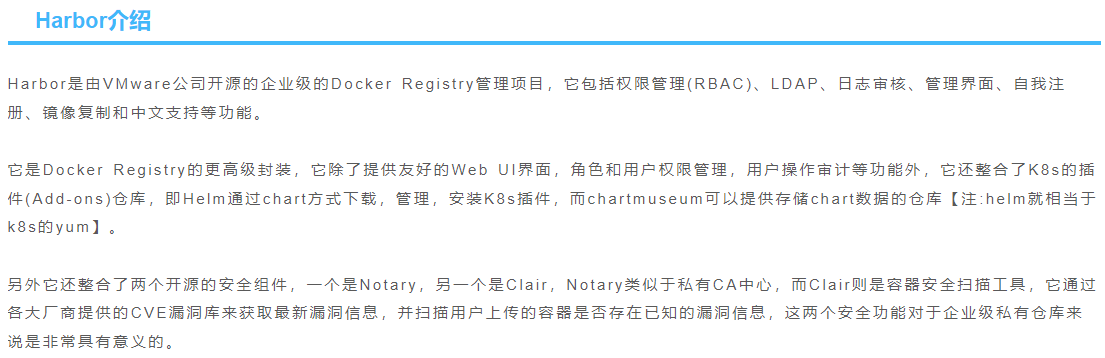 Harbor介绍
Harbor是由VMware公司开源的企业级的Docker Registry管理项目，它包括权限管理(RBAC)、LDAP、日志审核、管理界面、自我注
册、镜像复制和中文支持等功能。
它是Docker Registry的更高级封装，它除了提供友好的Web UI界面，角色和用户权限管理，用户操作审计等功能外，它还整合了K8s的插
件(Add-ons)仓库，即Helm通过chart方式下载，管理，安装K8s插件，而chartmuseum可以提供存储chart数据的仓库【注:helm就相当于
k8s的yum】。
另外它还整合了两个开源的安全组件，一个是Notary，另一个是Clair，Notary类似于私有CA中心，而Clair则是容器安全扫描工具，它通过
各大厂商提供的CVE漏洞库来获取最新漏洞信息，并扫描用户上传的容器是否存在已知的漏洞信息，这两个安全功能对于企业级私有仓库来
说是非常具有意义的。